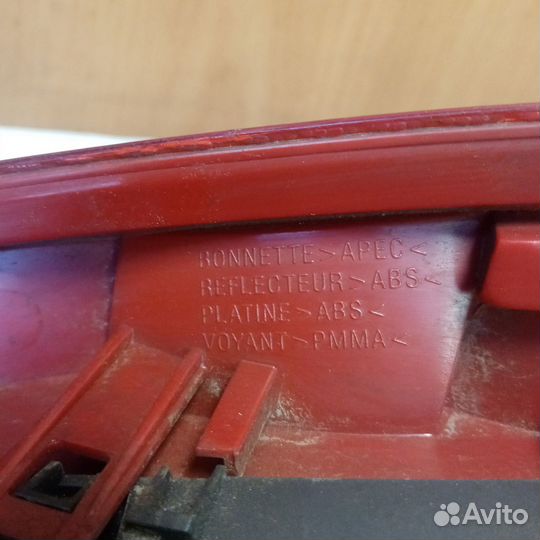 BONNETTE>APEC<
REFLECTEUR>ABS<
PLATINE>ABS<
VOYANT>PMMA<
Avito